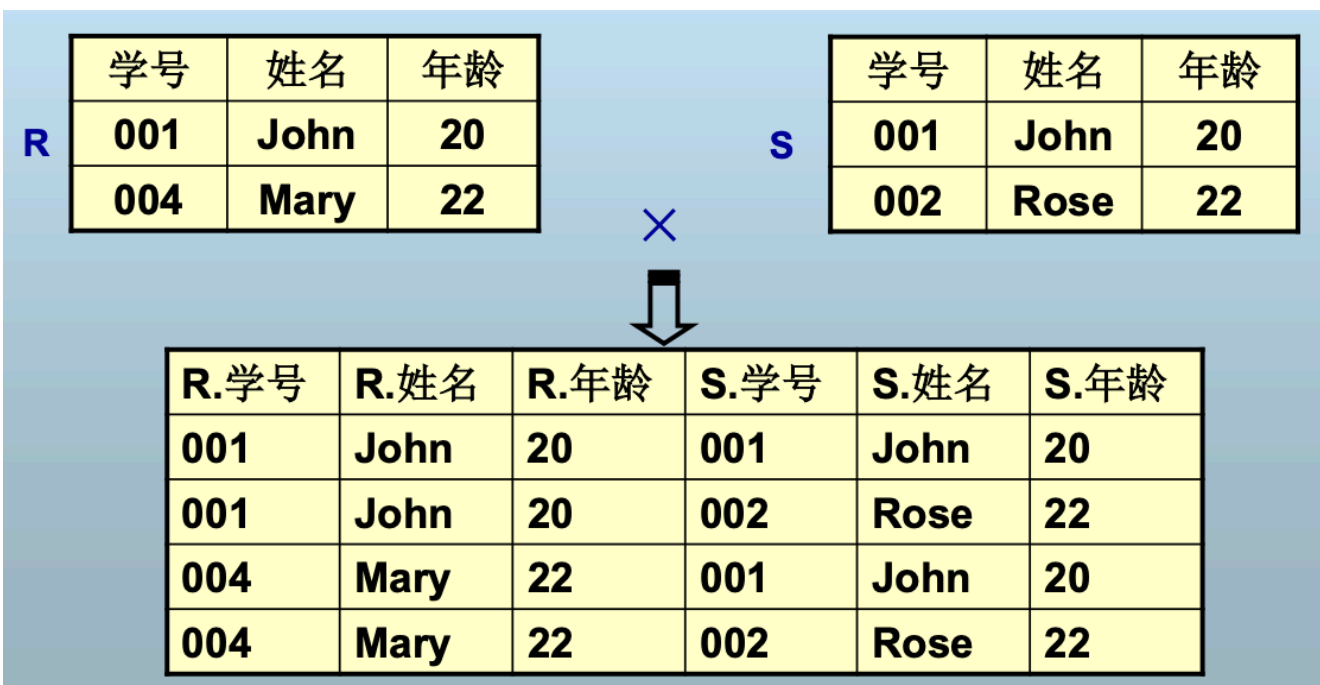 学号 姓名 年龄 学号 姓名 年龄
R 001 John 20 S 001 John 20
004 Mary 22 002 Rose 22
×
R.学号 R.姓名 R.年龄 S.学号 S.姓名 S.年龄
001 John 20 001 John 20
001 John 20 002 Rose 22
004 Mary 22 001 John 20
004 Mary 22 002 Rose 22